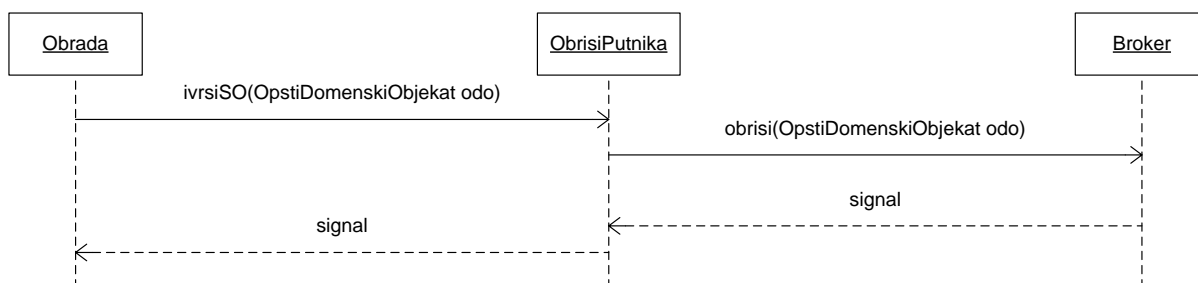 Obrada
ObrisiPutnika
Broker
ivrsiSO(OpstiDomenskiObjekat odo)
obrisi(OpstiDomenskiObjekat odo)
signal
signal